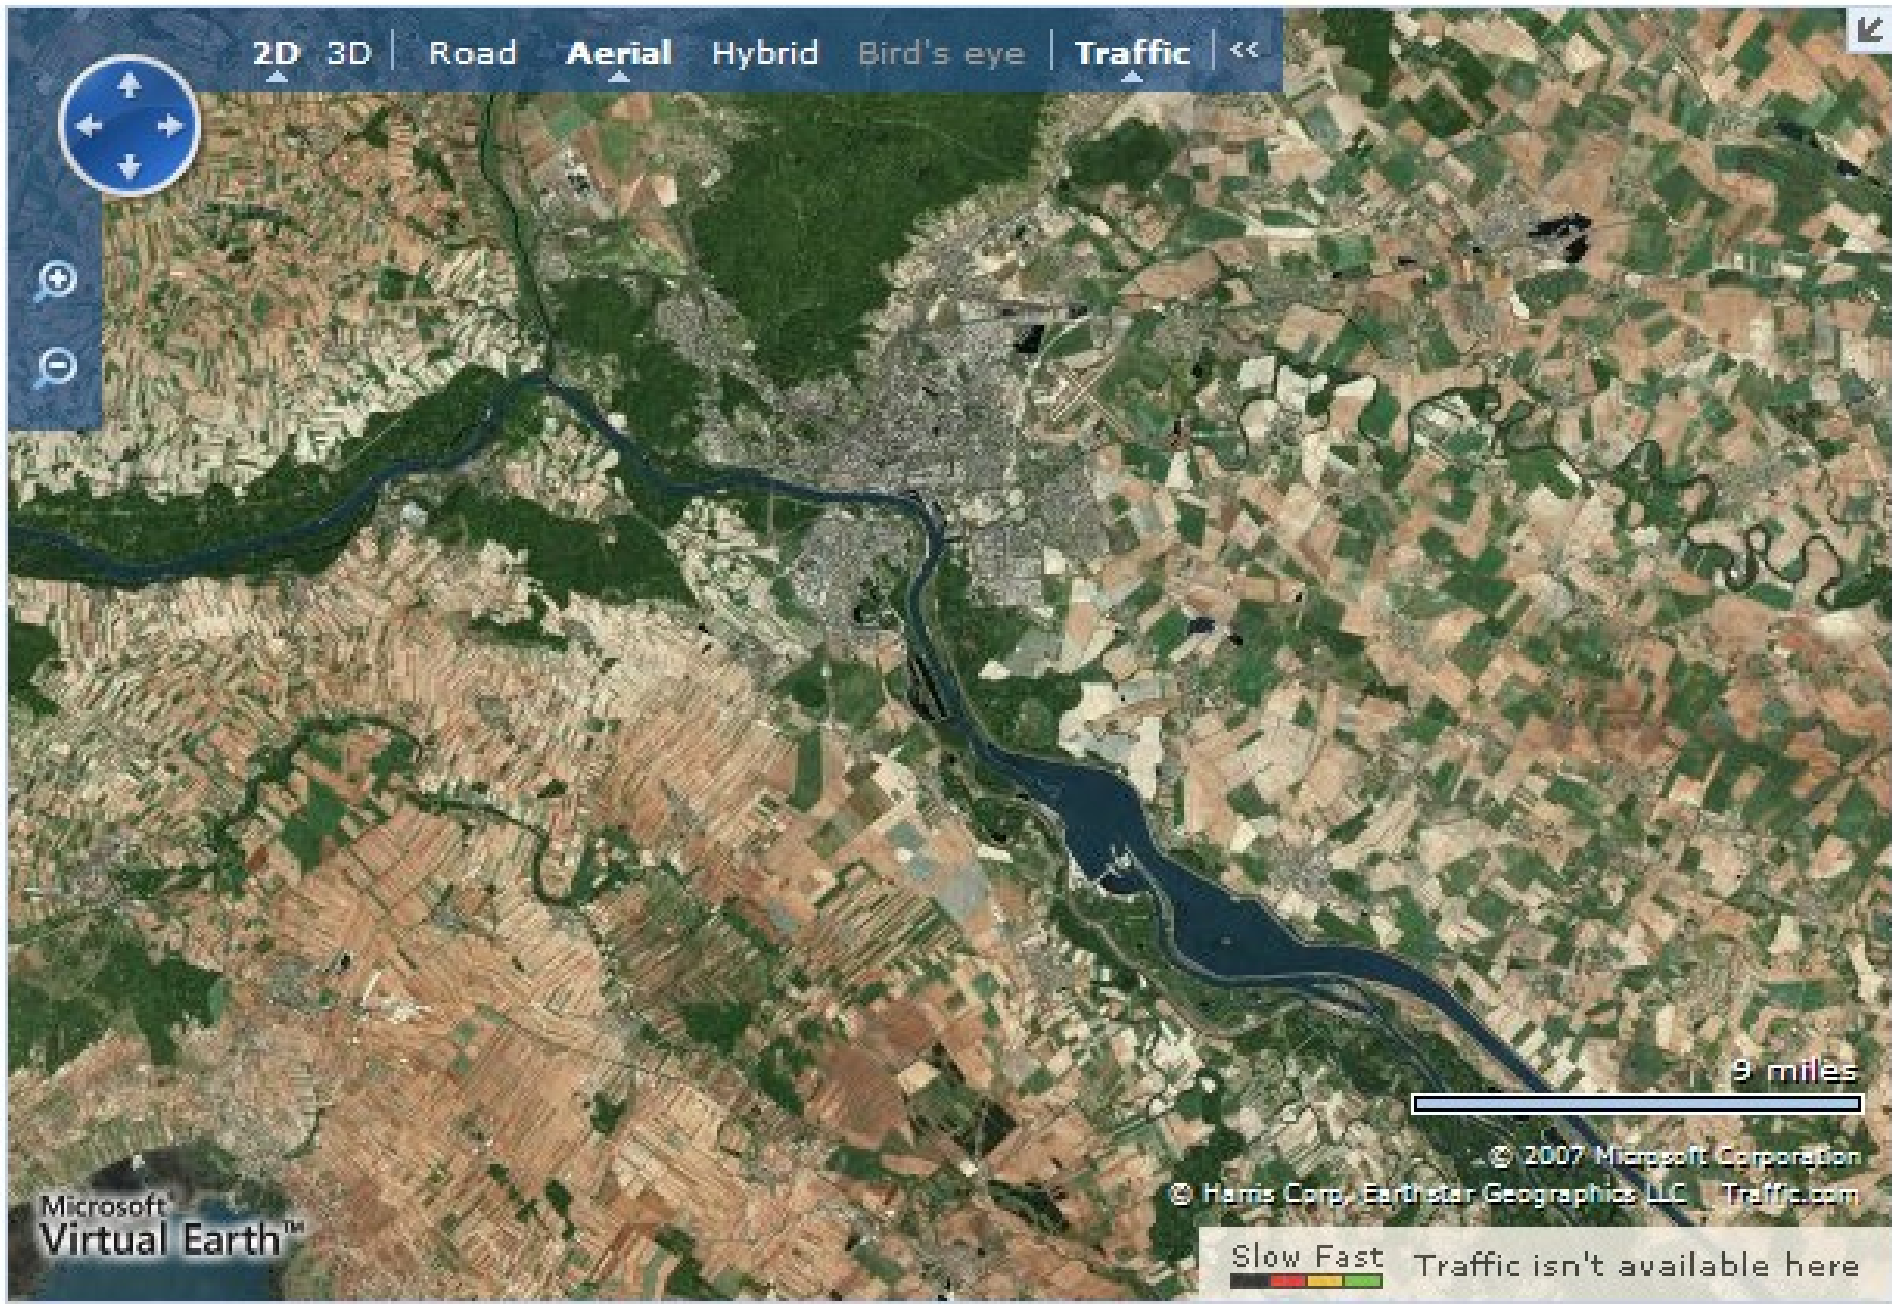 2D 3D | Road Aerial Hybrid Bird's eye | Traffic | <<
9 miles
© 2007 Microsoft Corporation
© Harris Corp, Earthstar Geographics LLC Traffic.com
Microsoft®
Virtual Earth™
Slow Fast
Traffic isn't available here